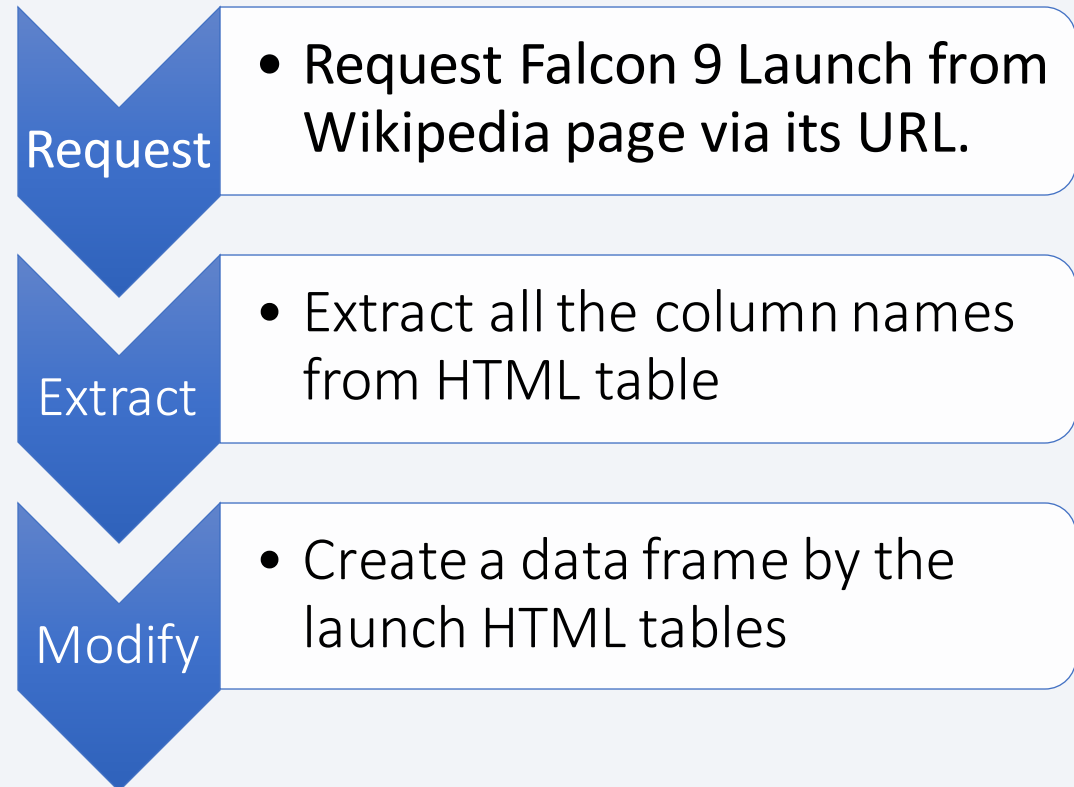 Request
• Request Falcon 9 Launch from
Wikipedia page via its URL.
Extract
• Extract all the column names
from HTML table
Modify
• Create a data frame by the
launch HTML tables